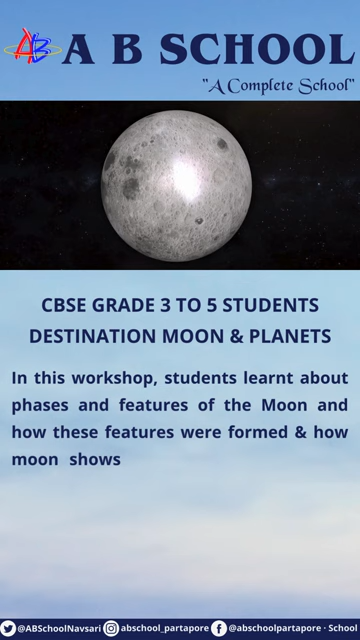 AB A B SCHOOL
"A Complete School"
CBSE GRADE 3 TO 5 STUDENTS
DESTINATION MOON & PLANETS
In this workshop, students learnt about
phases and features of the Moon and
how these features were formed & how
moon shows
@ABSchoolNavsari abschool_partapore @abschoolpartapore · School